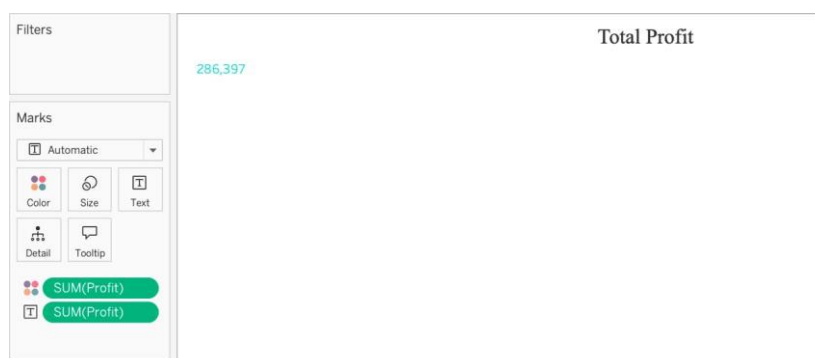 Filters
Total Profit
286,397
Marks
Automatic
Color Size Text
Detail Tooltip
SUM(Profit)
SUM(Profit)